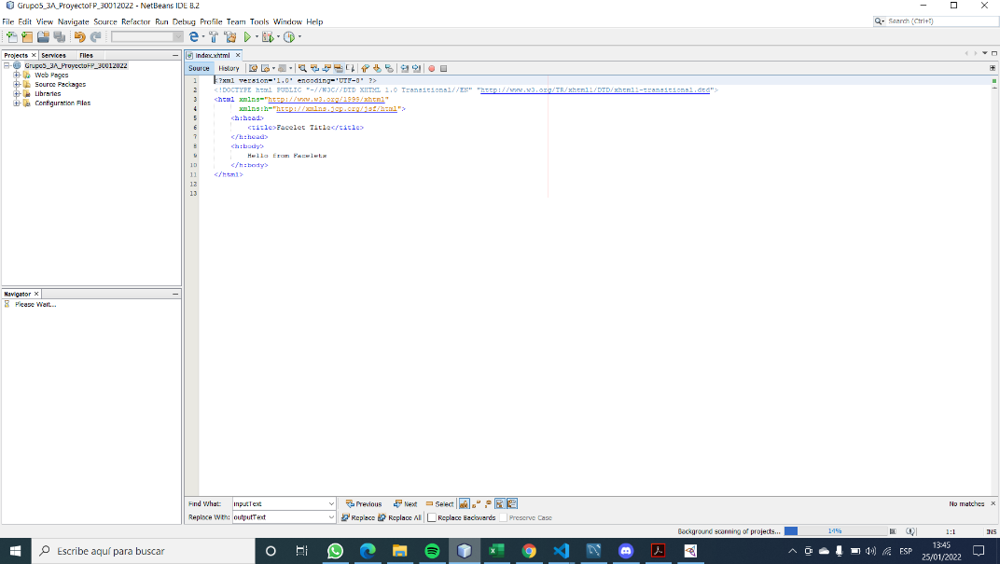 Grupo5_3A_ProyectoFP_30012022 - NetBeans IDE 8.2
File Edit View Navigate Source Refactor Run Debug Profile Team Tools Window Help
Search (Ctrl+I)
Projects Services Files
index.xhtml
Grupo5_3A_ProyectoFP_30012022
Web Pages
Source Packages
Libraries
Configuration Files
Source History
1 <?xml version='1.0' encoding='UTF-8' ?>
2 <!DOCTYPE html PUBLIC "-//W3C//DTD XHTML 1.0 Transitional//EN" "http://www.w3.org/TR/xhtml1/DTD/xhtml1-transitional.dtd">
3 <html xmlns="http://www.w3.org/1999/xhtml"
4 xmlns:h="http://xmlns.jcp.org/jsf/html">
5 <h:head>
6 <title>Facelet Title</title>
7 </h:head>
8 <h:body>
9 Hello from Facelets
10 </h:body>
11 </html>
12
13
Navigator
Please Wait...
Find What: inputText Previous Next Select No matches
Replace With: outputText Replace Replace All Replace Backwards Preserve Case
Background scanning of projects... 14% 1:1 INS
Escribe aquí para buscar
ESP
13:45
25/01/2022